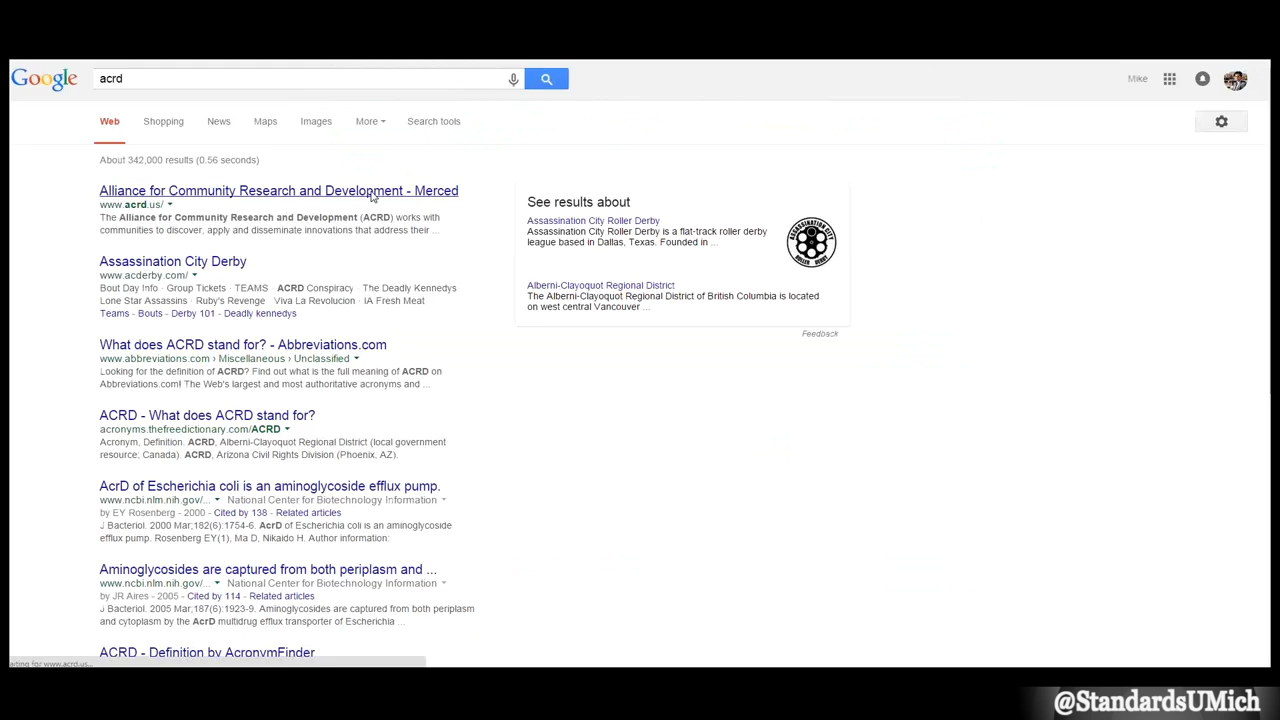 Google
acrd
Mike
Web Shopping News Maps Images More Search tools
About 342,000 results (0.56 seconds)
Alliance for Community Research and Development - Merced
www.acrd.us/
The Alliance for Community Research and Development (ACRD) works with
communities to discover, apply and disseminate innovations that address their ...
Assassination City Derby
www.acderby.com/
Bout Day Info · Group Tickets · TEAMS · ACRD Conspiracy · The Deadly Kennedys
Lone Star Assassins · Ruby's Revenge · Viva La Revolucion · IA Fresh Meat
Teams - Bouts - Derby 101 - Deadly kennedys
What does ACRD stand for? - Abbreviations.com
www.abbreviations.com › Miscellaneous › Unclassified
Looking for the definition of ACRD? Find out what is the full meaning of ACRD on
Abbreviations.com! The Web's largest and most authoritative acronyms and ...
ACRD - What does ACRD stand for?
acronyms.thefreedictionary.com/ACRD
Acronym, Definition. ACRD, Alberni-Clayoquot Regional District (local government
resource; Canada). ACRD, Arizona Civil Rights Division (Phoenix, AZ).
AcrD of Escherichia coli is an aminoglycoside efflux pump.
www.ncbi.nlm.nih.gov/... National Center for Biotechnology Information
by EY Rosenberg - 2000 - Cited by 138 - Related articles
J Bacteriol. 2000 Mar;182(6):1754-6. AcrD of Escherichia coli is an aminoglycoside
efflux pump. Rosenberg EY(1), Ma D, Nikaido H. Author information:
Aminoglycosides are captured from both periplasm and ...
www.ncbi.nlm.nih.gov/... National Center for Biotechnology Information
by JR Aires - 2005 - Cited by 114 - Related articles
J Bacteriol. 2005 Mar;187(6):1923-9. Aminoglycosides are captured from both periplasm
and cytoplasm by the AcrD multidrug efflux transporter of Escherichia ...
ACRD - Definition by AcronymFinder
aiting for www.acrd.us...
See results about
Assassination City Roller Derby
Assassination City Roller Derby is a flat-track roller derby
league based in Dallas, Texas. Founded in ...
ASSASSINATION CITY
ROLLER DERBY
Alberni-Clayoquot Regional District
The Alberni-Clayoquot Regional District of British Columbia is located
on west central Vancouver ...
Feedback
@StandardsUMich